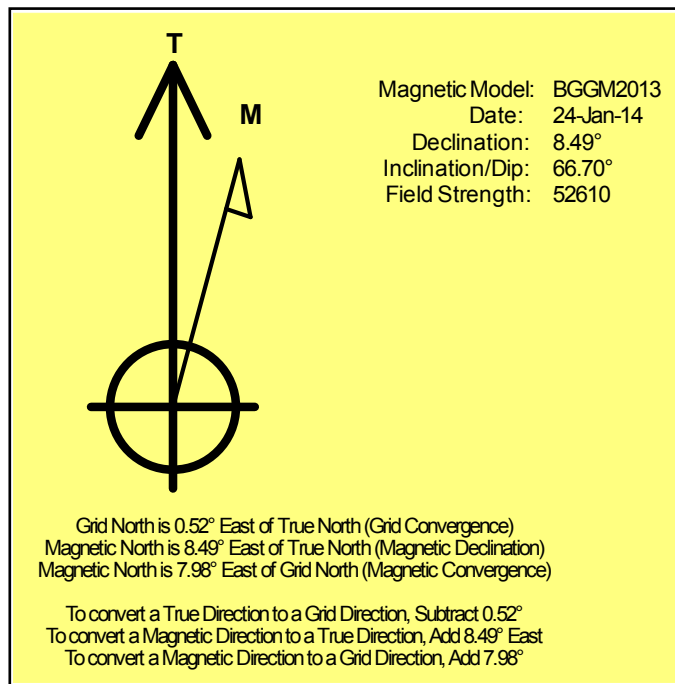 T
M
Magnetic Model: BGGM2013
Date: 24-Jan-14
Declination: 8.49°
Inclination/Dip: 66.70°
Field Strength: 52610
Grid North is 0.52° East of True North (Grid Convergence)
Magnetic North is 8.49° East of True North (Magnetic Declination)
Magnetic North is 7.98° East of Grid North (Magnetic Convergence)
To convert a True Direction to a Grid Direction, Subtract 0.52°
To convert a Magnetic Direction to a True Direction, Add 8.49° East
To convert a Magnetic Direction to a Grid Direction, Add 7.98°